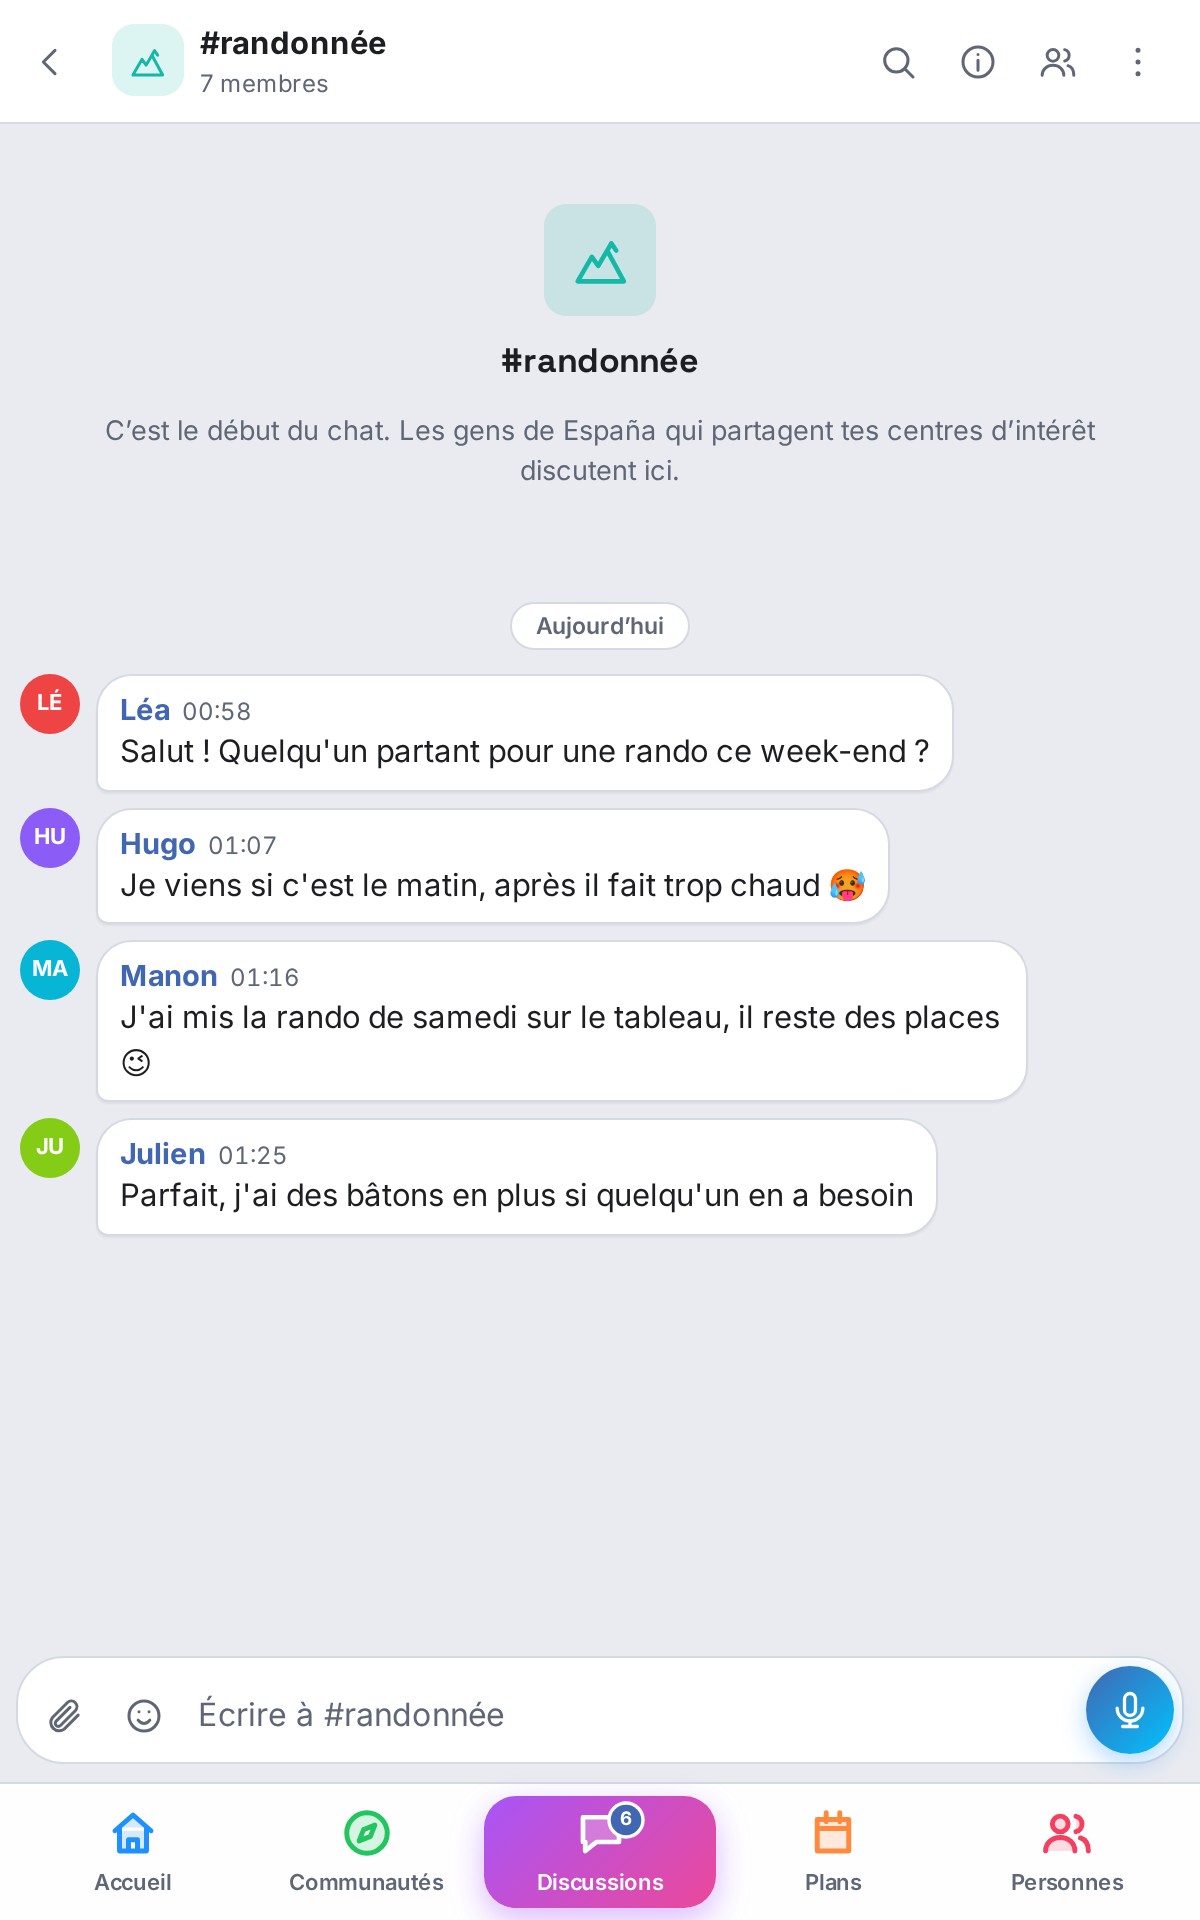 #randonnée
7 membres
#randonnée
C’est le début du chat. Les gens de España qui partagent tes centres d’intérêt
discutent ici.
Aujourd’hui
LÉ
Léa 00:58
Salut ! Quelqu'un partant pour une rando ce week-end ?
HU
Hugo 01:07
Je viens si c'est le matin, après il fait trop chaud 🥵
MA
Manon 01:16
J'ai mis la rando de samedi sur le tableau, il reste des places
😉
JU
Julien 01:25
Parfait, j'ai des bâtons en plus si quelqu'un en a besoin
Écrire à #randonnée
6
Accueil
Communautés
Discussions
Plans
Personnes